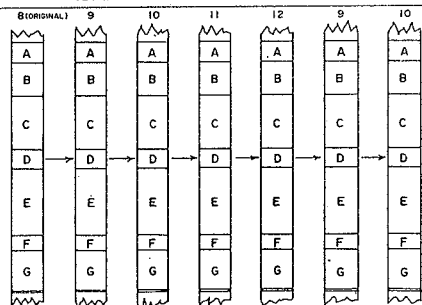 8(ORIGINAL) 9 10 11 12 9 10
A A A A A A A
B B B B B B B
C C C C C C C
D D D D D D D
E E E E E E E
F F F F F F F
G G G G G G G